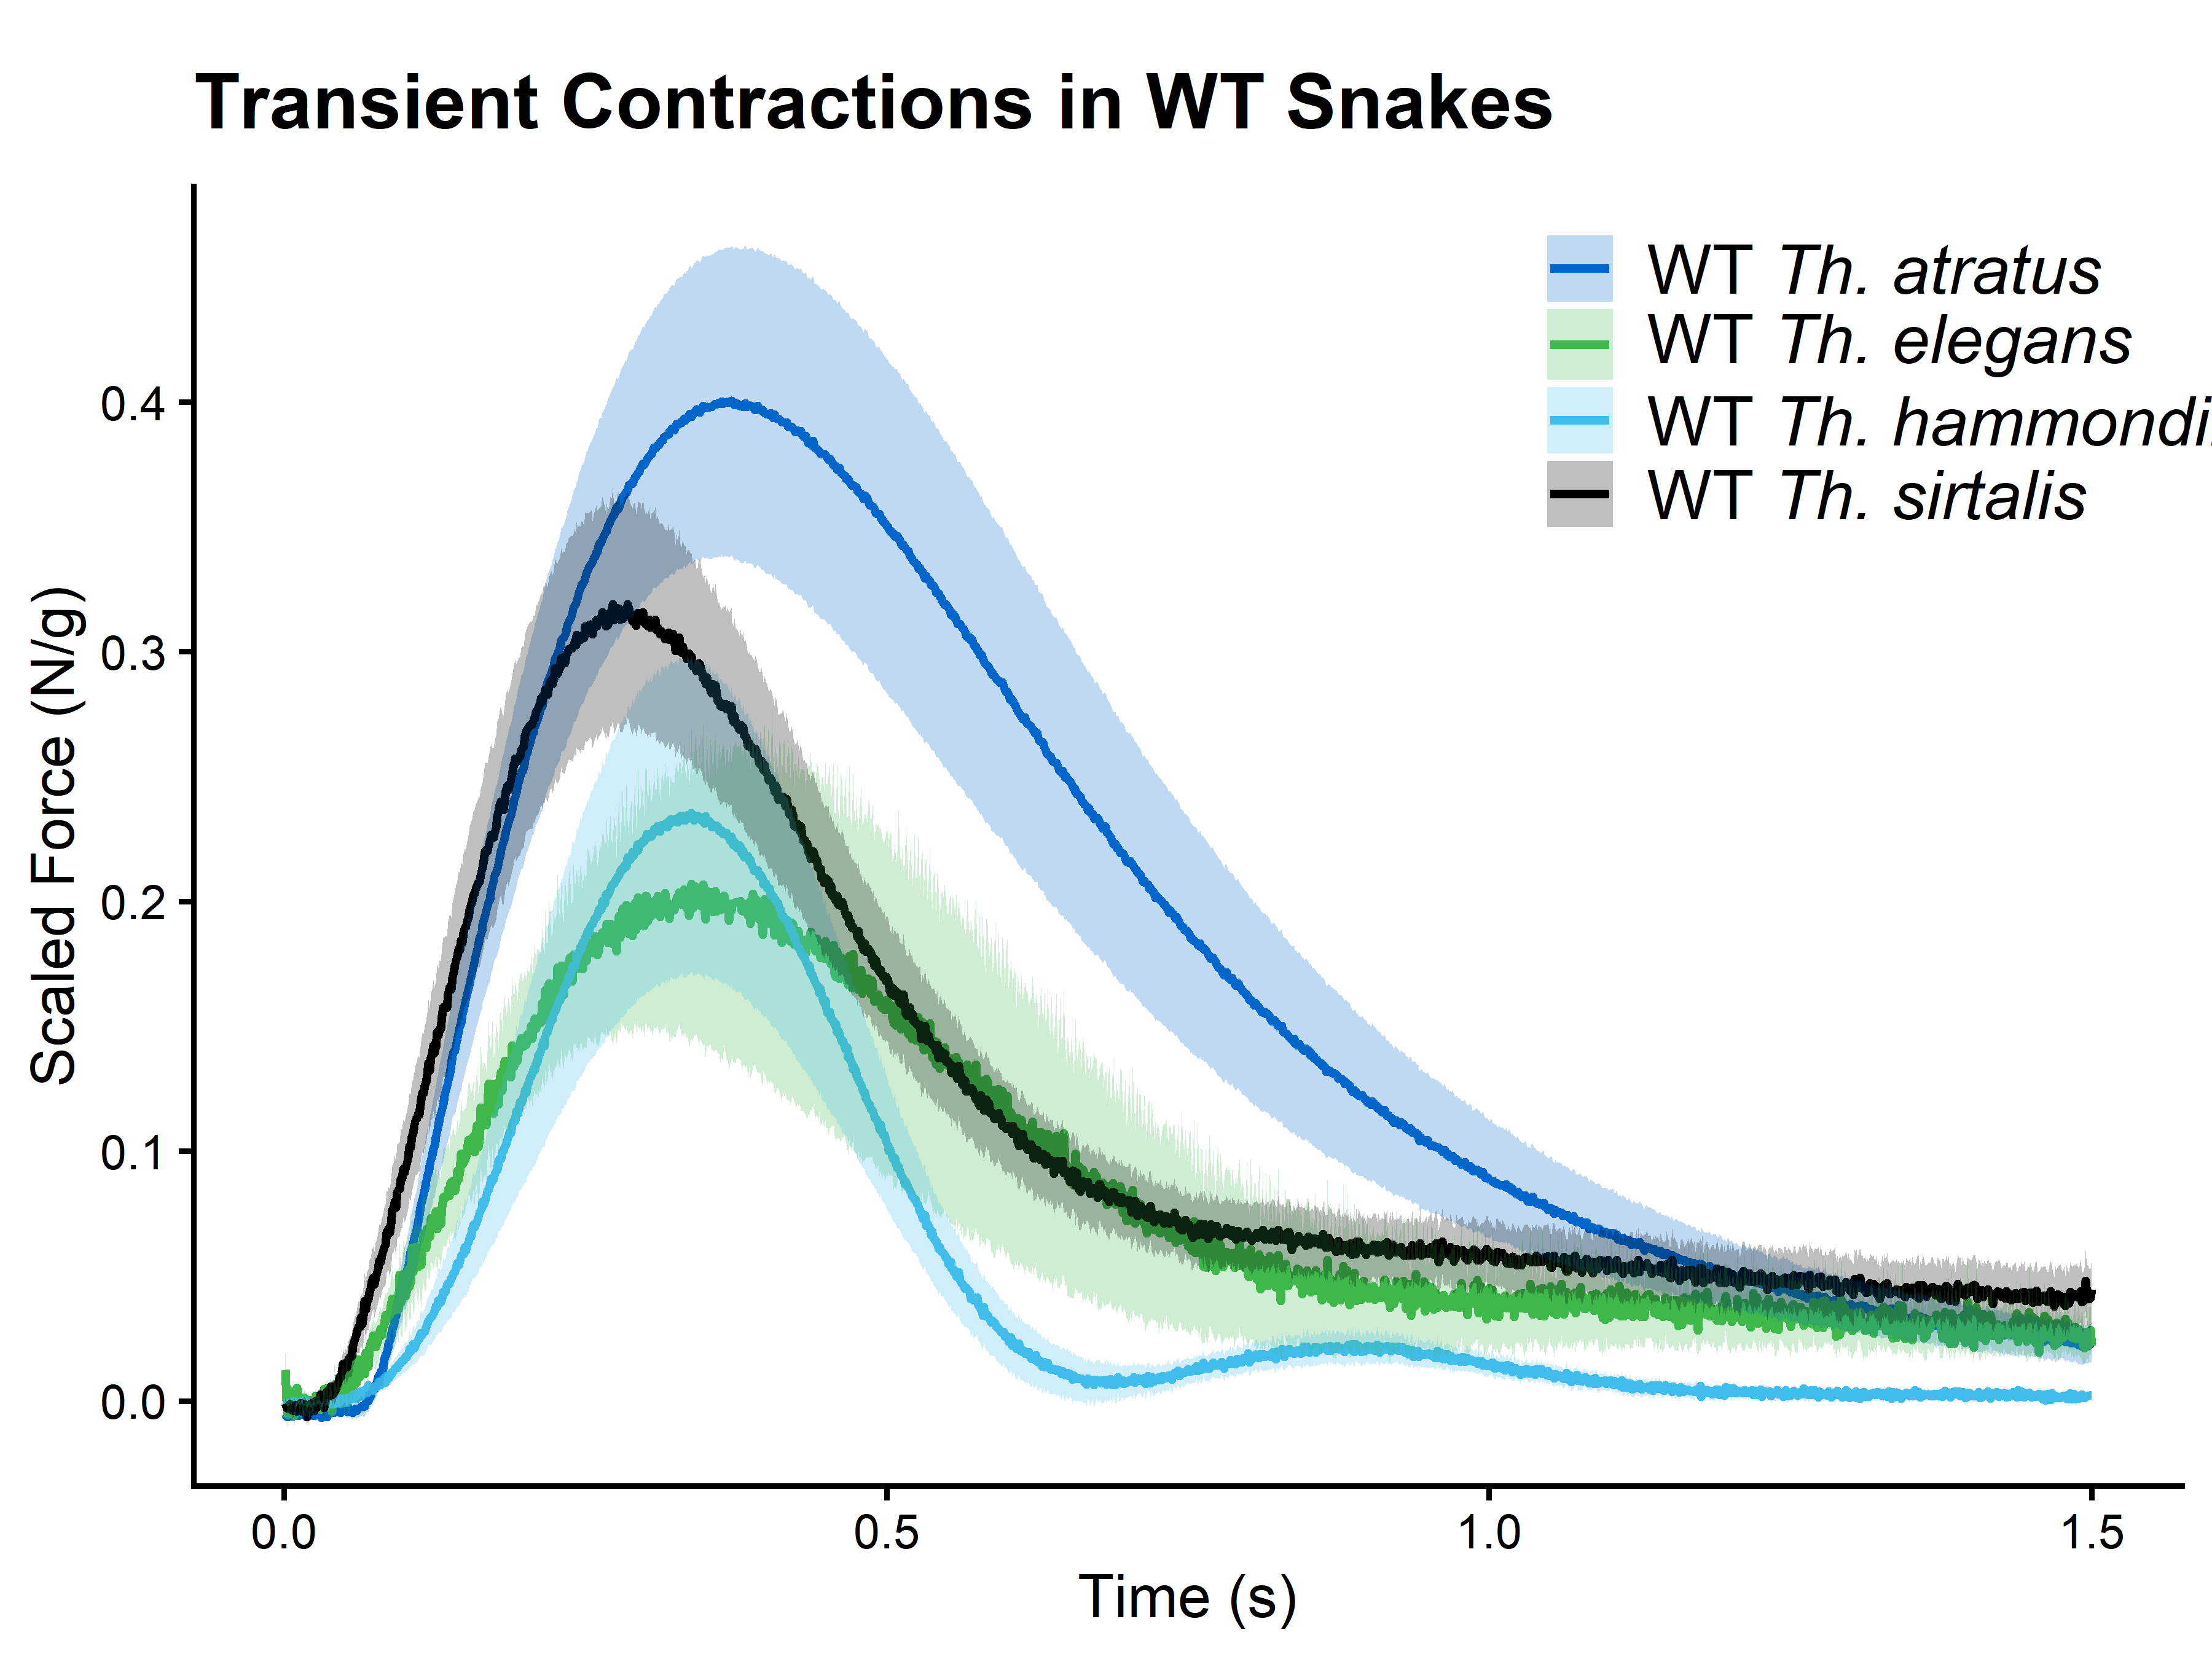 Transient Contractions in WT Snakes
WT Th. atratus
WT Th. elegans
WT Th. hammondi
WT Th. sirtalis
Scaled Force (N/g)
0.4
0.3
0.2
0.1
0.0
0.0 0.5 1.0 1.5
Time (s)